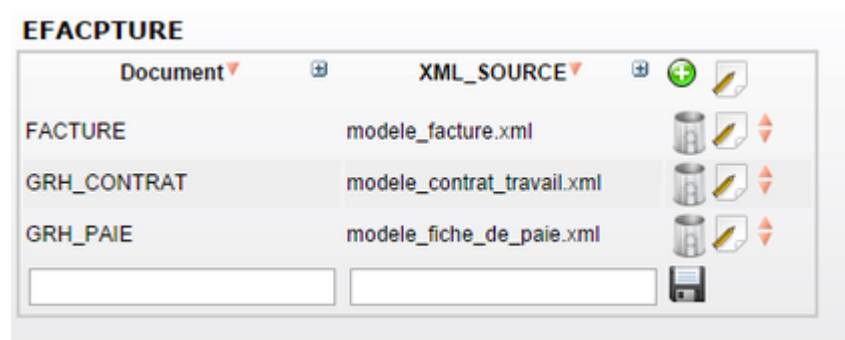 EFACPTURE
Document XML_SOURCE
FACTURE modele_facture.xml
GRH_CONTRAT modele_contrat_travail.xml
GRH_PAIE modele_fiche_de_paie.xml